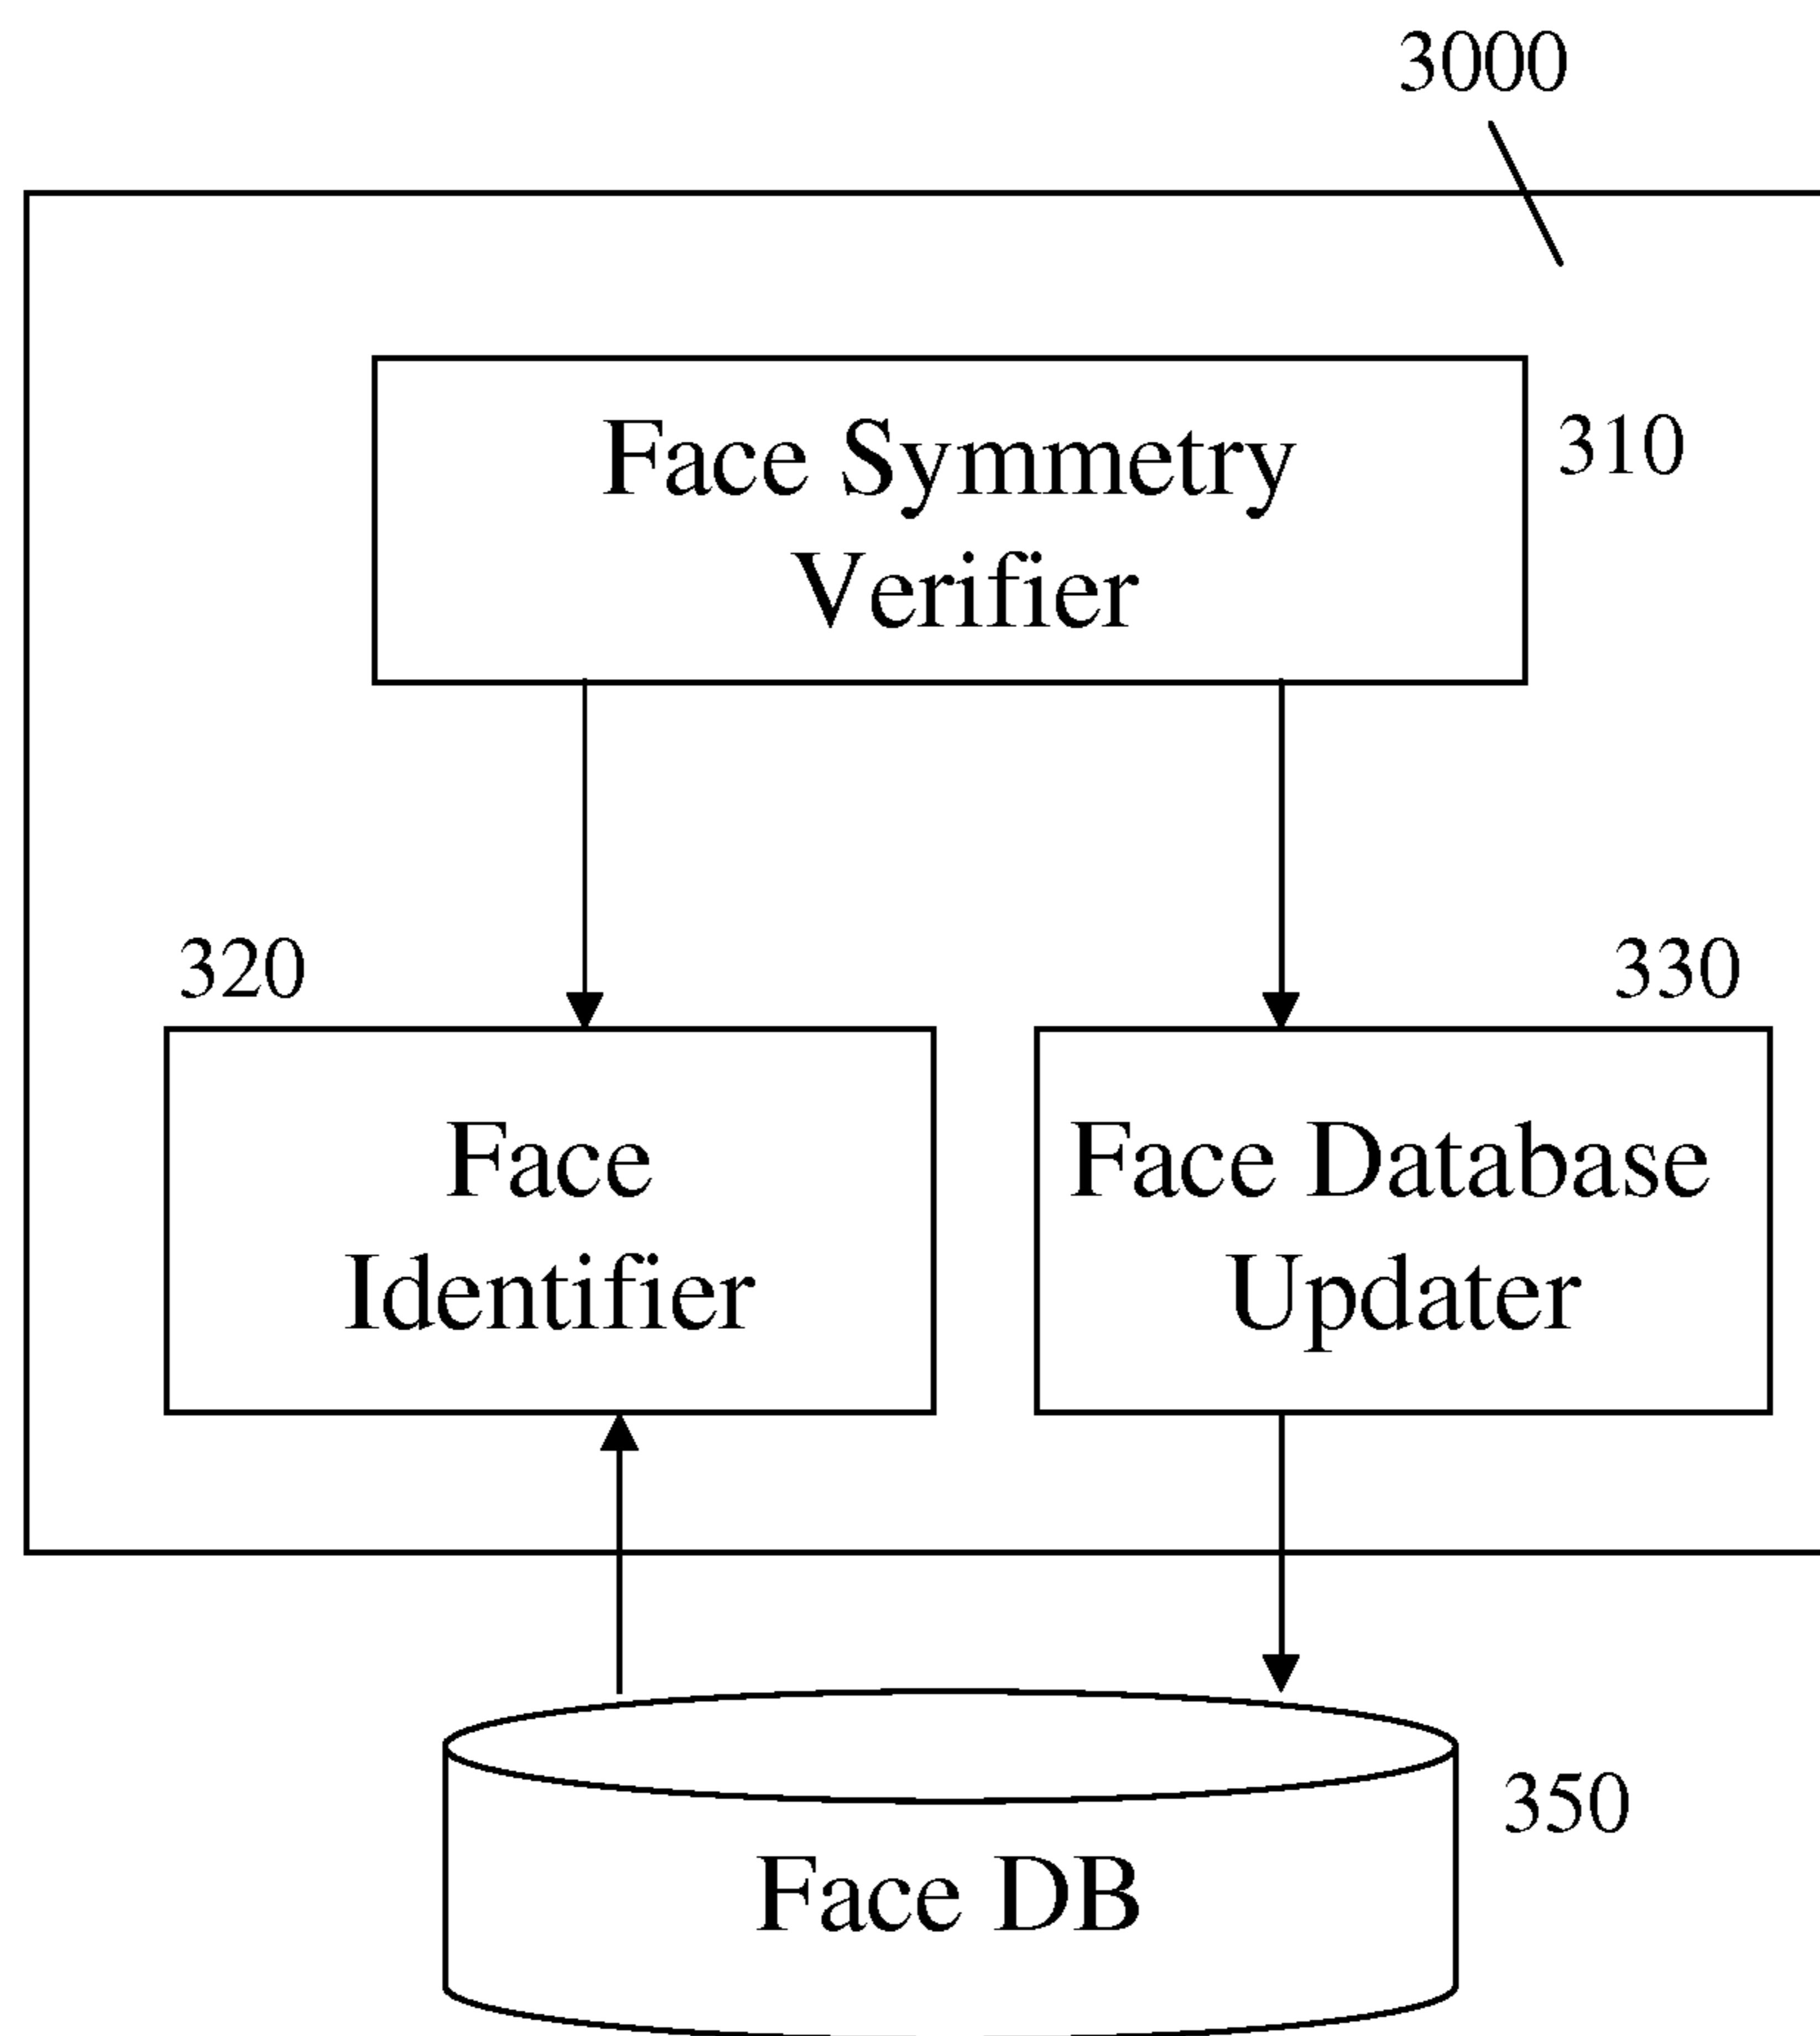 3000
Face Symmetry
Verifier
310
320
330
Face
Identifier
Face Database
Updater
350
Face DB